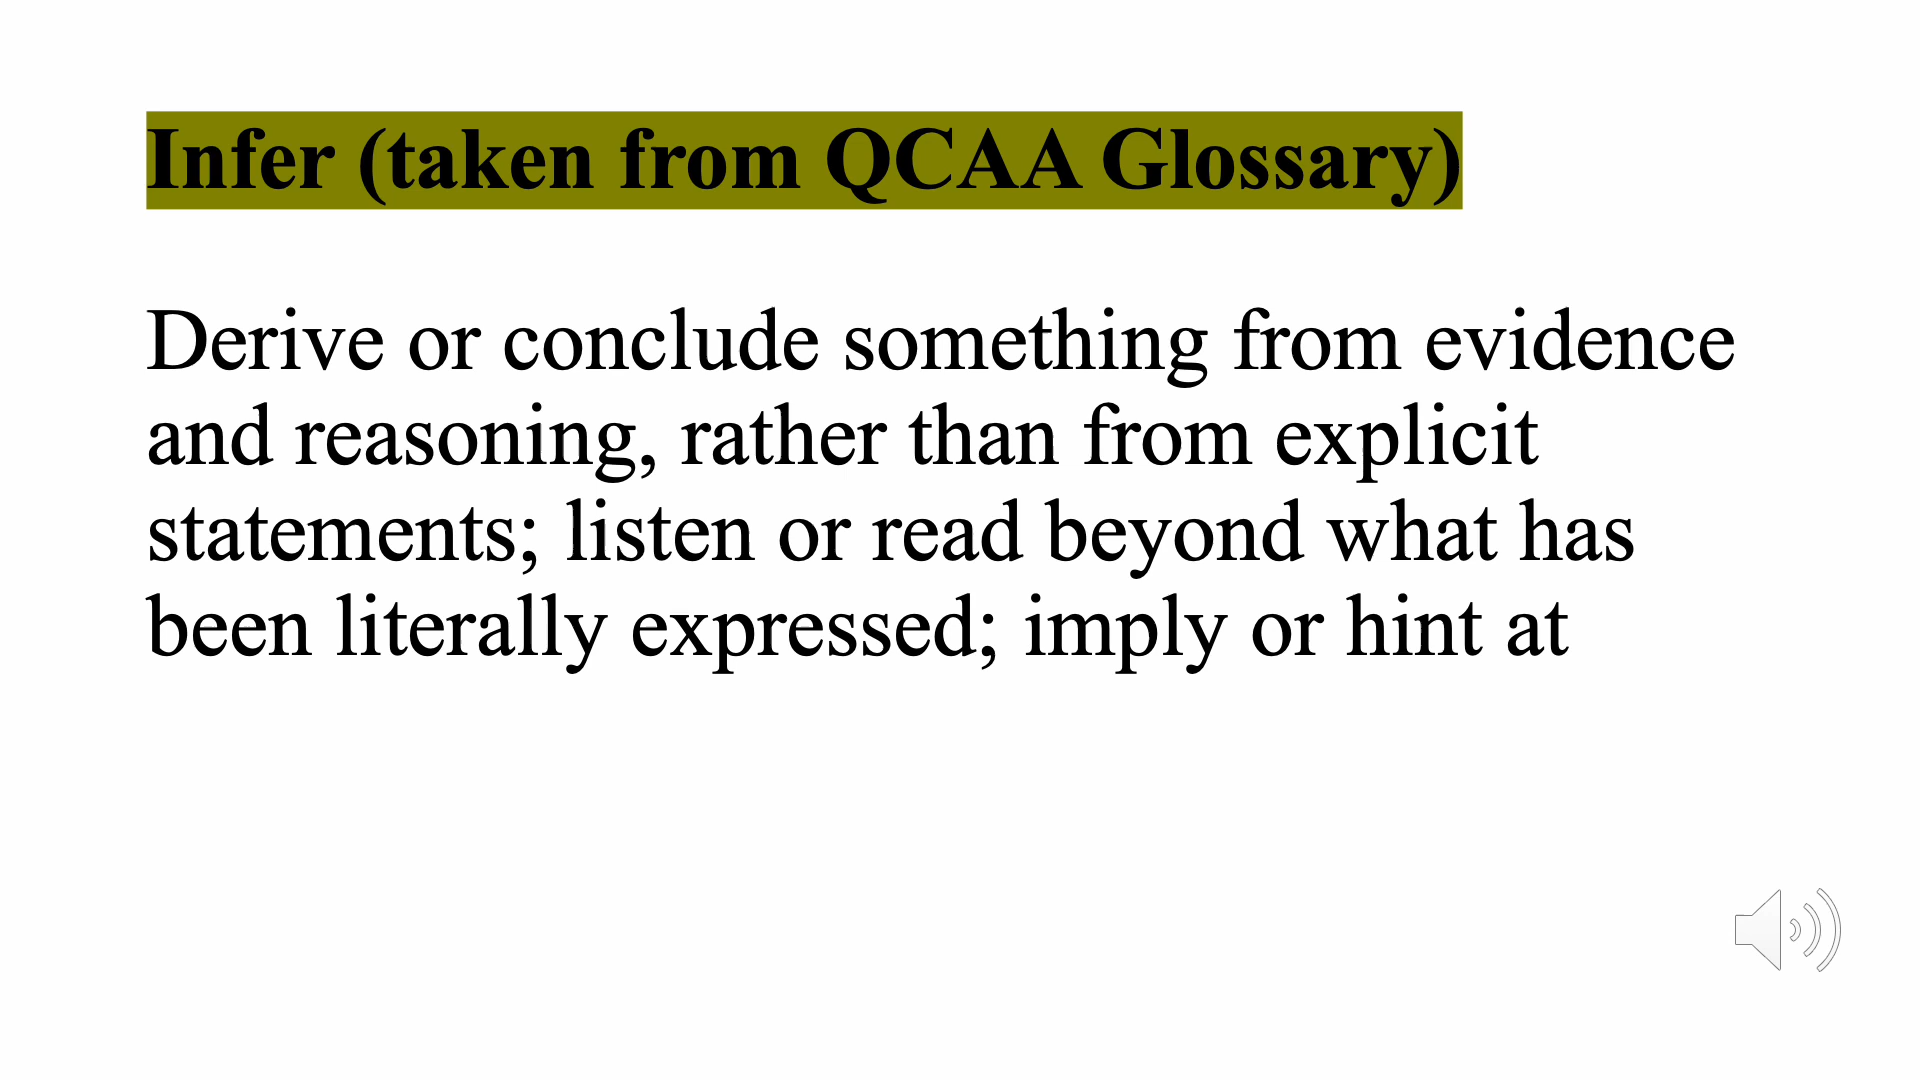 Infer (taken from QCAA Glossary)
Derive or conclude something from evidence
and reasoning, rather than from explicit
statements; listen or read beyond what has
been literally expressed; imply or hint at